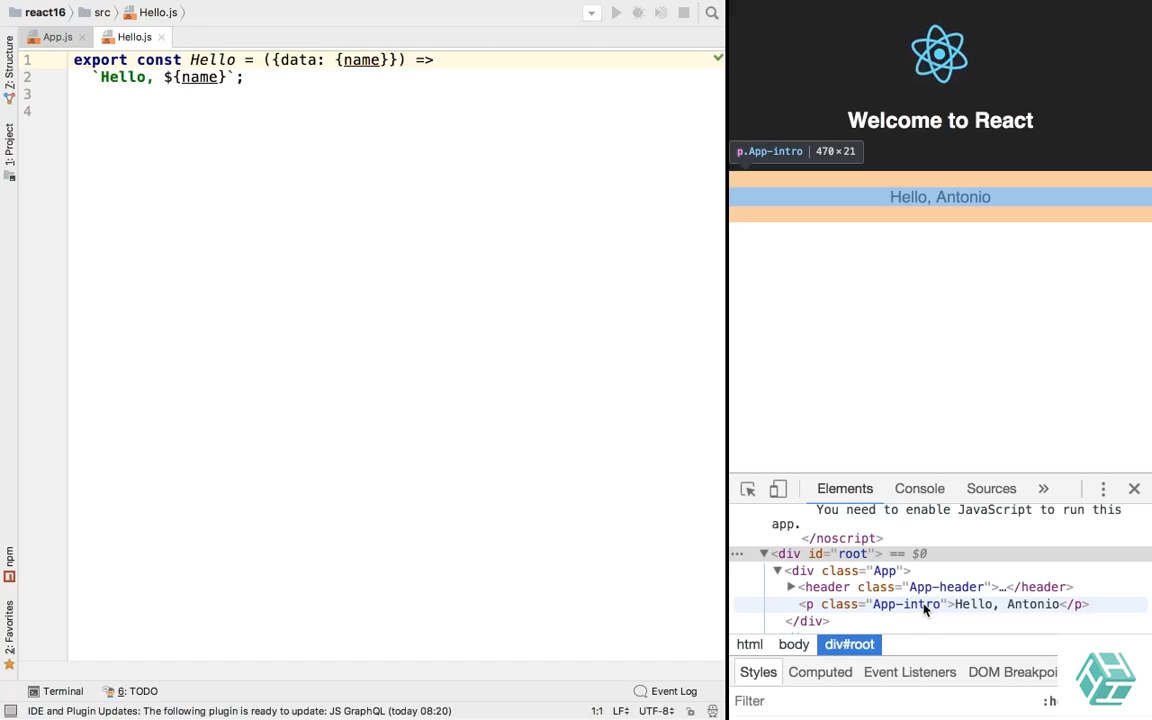 react16 src Hello.js
App.js Hello.js
1 export const Hello = ({data: {name}}) =>
2 `Hello, ${name}`;
3
4
Z: Structure
1: Project
npm
2: Favorites
Terminal 6: TODO Event Log
IDE and Plugin Updates: The following plugin is ready to update: JS GraphQL (today 08:20) 1:1 LF÷ UTF-8÷
Welcome to React
p.App-intro | 470×21
Hello, Antonio
Elements Console Sources »
You need to enable JavaScript to run this
app.
</noscript>
… ▼<div id="root"> == $0
▼<div class="App">
▶<header class="App-header">…</header>
<p class="App-intro">Hello, Antonio</p>
</div>
html body div#root
Styles Computed Event Listeners DOM Breakpoi
Filter :h